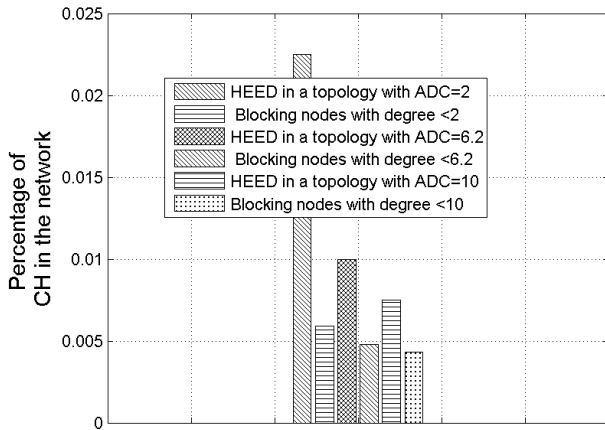 Percentage of
CH in the network
0.025
0.02
0.015
0.01
0.005
0
HEED in a topology with ADC=2
Blocking nodes with degree <2
HEED in a topology with ADC=6.2
Blocking nodes with degree <6.2
HEED in a topology with ADC=10
Blocking nodes with degree <10